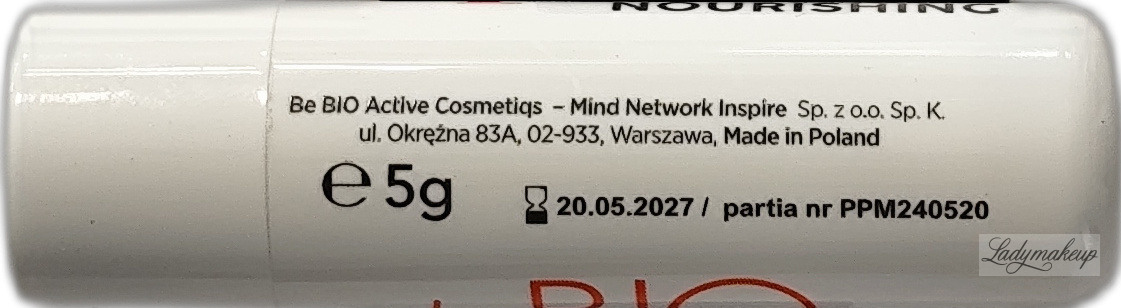 NOURISHING
Be BIO Active Cosmetiqs – Mind Network Inspire Sp. z o.o. Sp. K.
ul. Okrężna 83A, 02-933, Warszawa, Made in Poland
℮ 5g
20.05.2027 / partia nr PPM240520
Ladymakeup
BIO